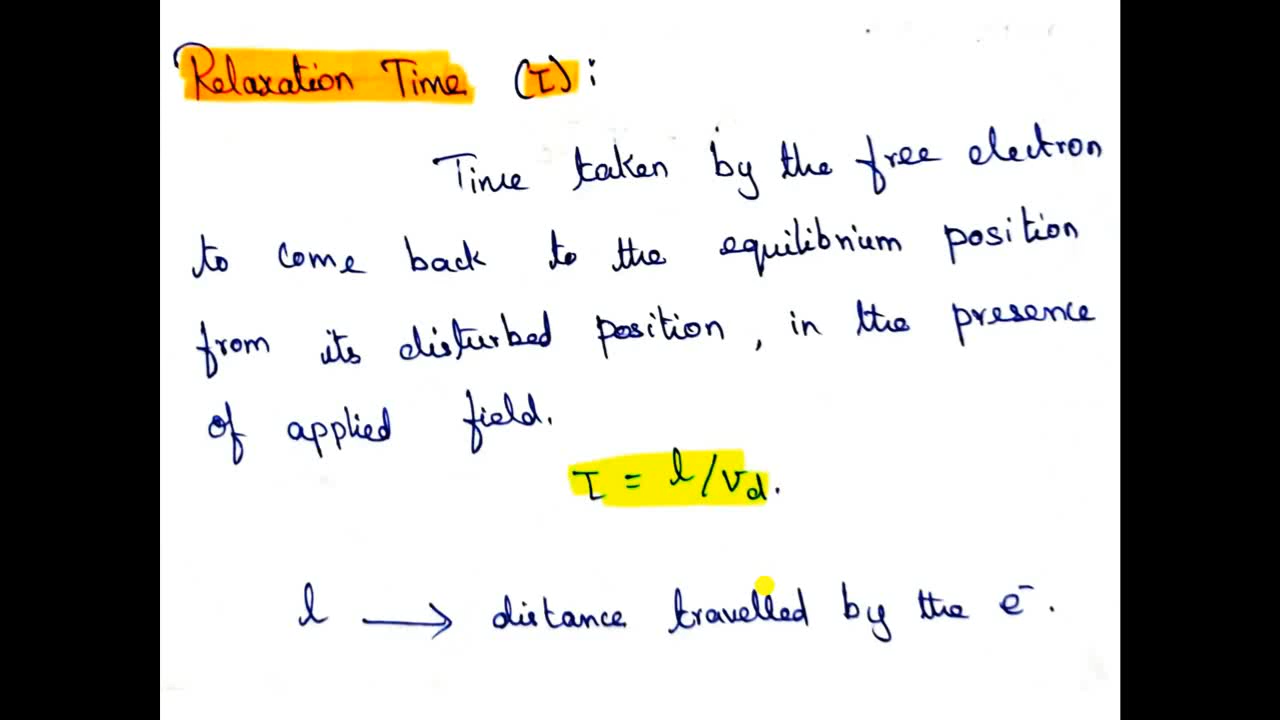 Relaxation Time (τ) :
Time taken by the free electron
to come back to the equilibrium position
from its disturbed position, in the presence
of applied field.
τ = l/Vd.
l ⟶ distance travelled by the e⁻.